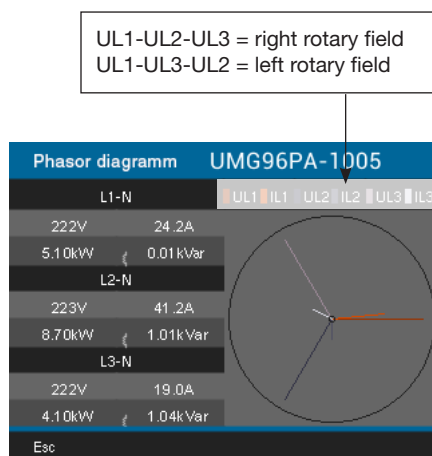 UL1-UL2-UL3 = right rotary field
UL1-UL3-UL2 = left rotary field
Phasor diagramm UMG96PA-1005
L1-N UL1 IL1 UL2 IL2 UL3 IL3
222V 24.2A
5.10kW 0.01kVar
L2-N
223V 41.2A
8.70kW 1.01kVar
L3-N
222V 19.0A
4.10kW 1.04kVar
Esc